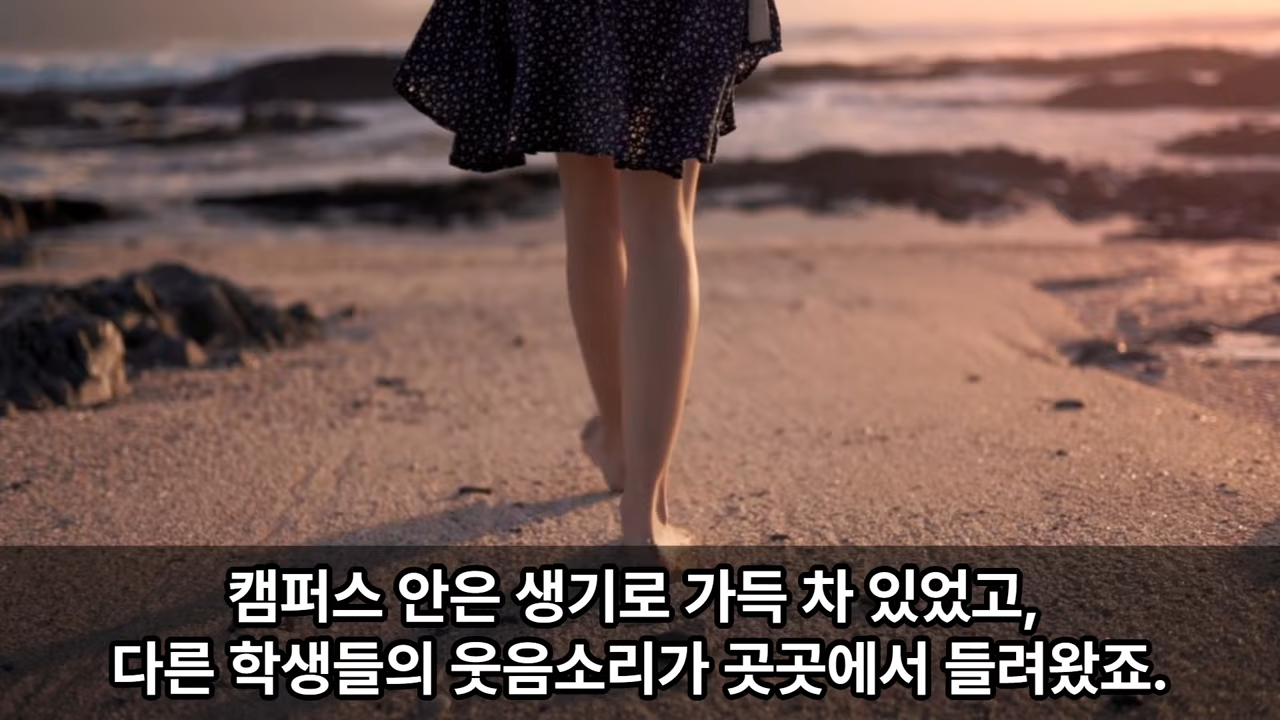 캠퍼스 안은 생기로 가득 차 있었고,
다른 학생들의 웃음소리가 곳곳에서 들려왔죠.